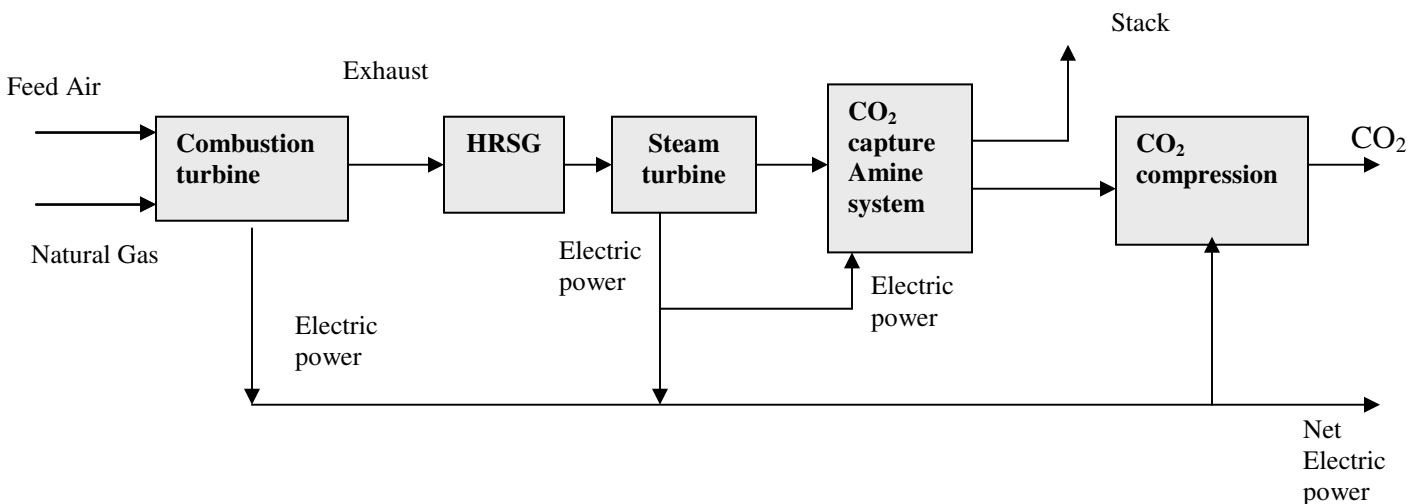 Stack
Feed Air
Exhaust
Combustion
turbine
HRSG
Steam
turbine
CO₂
capture
Amine
system
CO₂
compression
CO₂
Natural Gas
Electric
power
Electric
power
Electric
power
Net
Electric
power